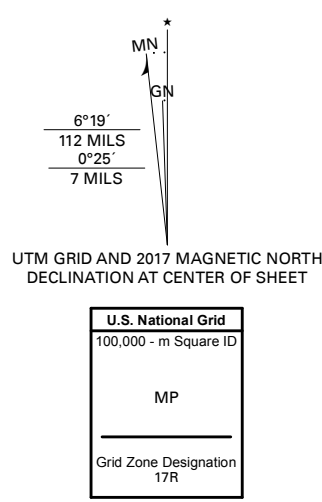 MN
GN
6°19´
112 MILS
0°25´
7 MILS
UTM GRID AND 2017 MAGNETIC NORTH
DECLINATION AT CENTER OF SHEET
U.S. National Grid
100,000 - m Square ID
MP
Grid Zone Designation
17R